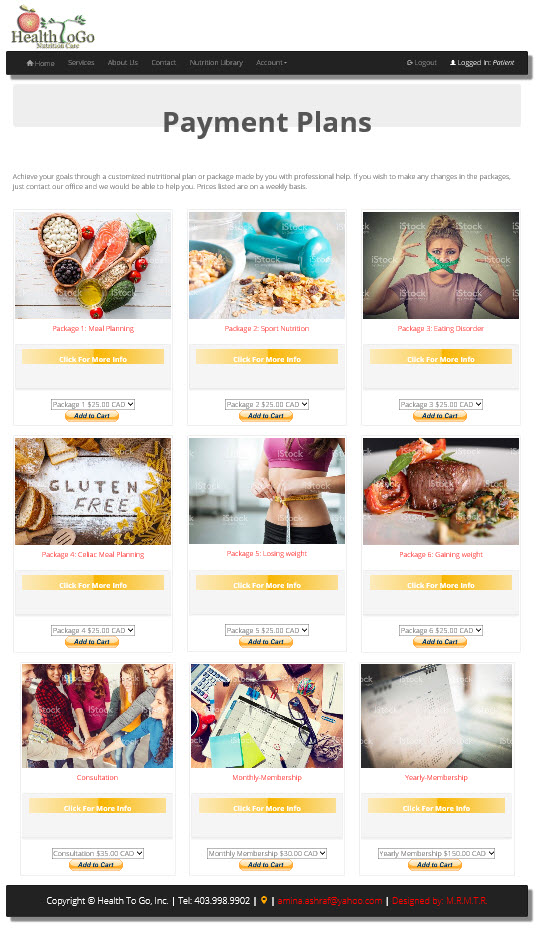 HealthToGo
Nutrition Care
Home Services About Us Contact Nutrition Library Account Logout Logged in: Patient
Payment Plans
Achieve your goals through a customized nutritional plan or package made by you with professional help. If you wish to make any changes in the packages,
just contact our office and we would be able to help you. Prices listed are on a weekly basis.
iStock iStock iStock
Package 1: Meal Planning Package 2: Sport Nutrition Package 3: Eating Disorder
Click For More Info Click For More Info Click For More Info
Package 1 $25.00 CAD Package 2 $25.00 CAD Package 3 $25.00 CAD
Add to Cart Add to Cart Add to Cart
GLUTEN
FREE
iStock iStock iStock
Package 4: Celiac Meal Planning Package 5: Losing weight Package 6: Gaining weight
Click For More Info Click For More Info Click For More Info
Package 4 $25.00 CAD Package 5 $25.00 CAD Package 6 $25.00 CAD
Add to Cart Add to Cart Add to Cart
iStock iStock iStock
Consultation Monthly-Membership Yearly-Membership
Click For More Info Click For More Info Click For More Info
Consultation $35.00 CAD Monthly Membership $30.00 CAD Yearly Membership $150.00 CAD
Add to Cart Add to Cart Add to Cart
Copyright © Health To Go, Inc. | Tel: 403.998.9902 | | amina.ashraf@yahoo.com | Designed by: M.R.M.T.R.